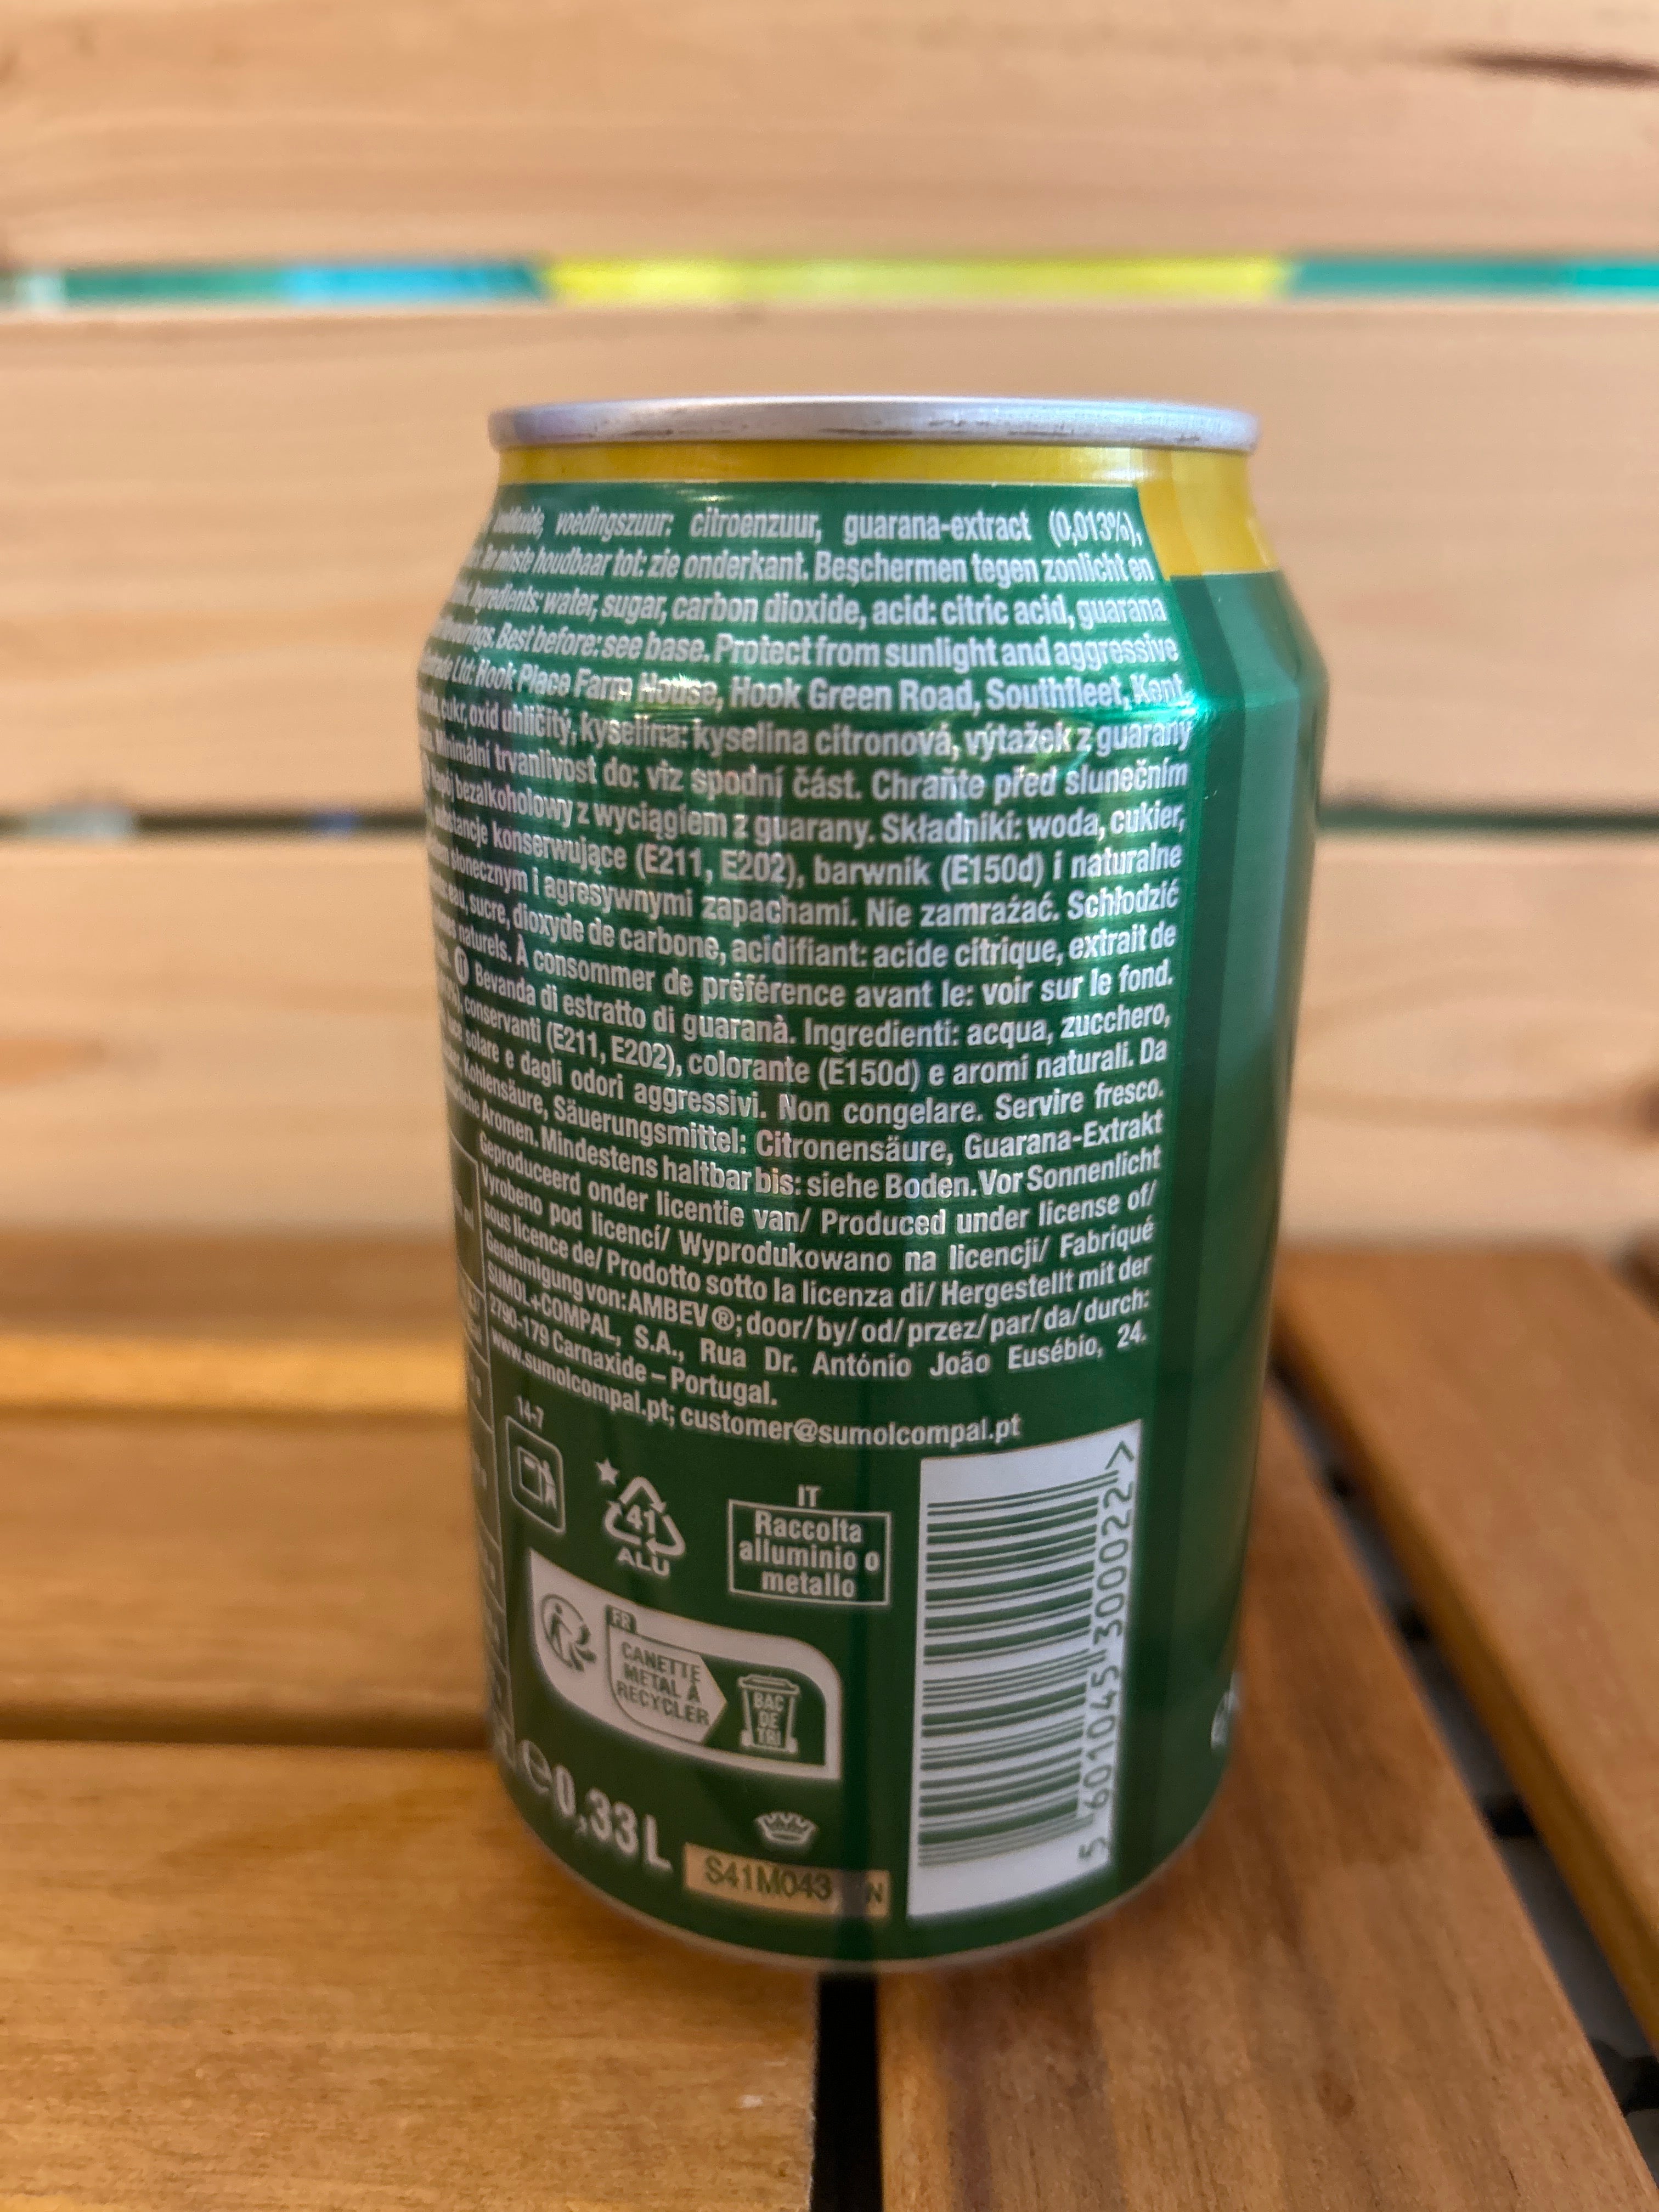 voedingszuur: citroenzuur, guarana-extract (0,013%),
minste houdbaar tot: zie onderkant. Beschermen tegen zonlicht en
ingredients: water, sugar, carbon dioxide, acid: citric acid, guarana
Best before: see base. Protect from sunlight and aggressive
Ltd: Hook Place Farm House, Hook Green Road, Southfleet, Kent,
cukr, oxid uhličitý, kyselina: kyselina citronová, výtažek z guarany
Minimální trvanlivost do: viz spodní část. Chraňte před slunečním
bezalkoholowy z wyciągiem z guarany. Składniki: woda, cukier,
substancje konserwujące (E211, E202), barwnik (E150d) i naturalne
słonecznym i agresywnymi zapachami. Nie zamrażać. Schłodzić
eau, sucre, dioxyde de carbone, acidifiant: acide citrique, extrait de
naturels. À consommer de préférence avant le: voir sur le fond.
Bevanda di estratto di guaranà. Ingredienti: acqua, zucchero,
conservanti (E211, E202), colorante (E150d) e aromi naturali. Da
solare e dagli odori aggressivi. Non congelare. Servire fresco.
Kohlensäure, Säuerungsmittel: Citronensäure, Guarana-Extrakt
Aromen. Mindestens haltbar bis: siehe Boden. Vor Sonnenlicht
Geproduceerd onder licentie van/ Produced under license of/
Vyrobeno pod licencí/ Wyprodukowano na licencji/ Fabriqué
sous licence de/ Prodotto sotto la licenza di/ Hergestellt mit der
Genehmigung von: AMBEV®; door/ by/ od/ przez/ par/ da/ durch:
SUMOL+COMPAL, S.A., Rua Dr. António João Eusébio, 24.
2790-179 Carnaxide – Portugal.
www.sumolcompal.pt; customer@sumolcompal.pt
14-7
41
ALU
IT
Raccolta
alluminio o
metallo
FR
CANETTE
MÉTAL À
RECYCLER
BAC
DE
TRI
℮0,33 L
S41M043 N
5 601045 300022 >